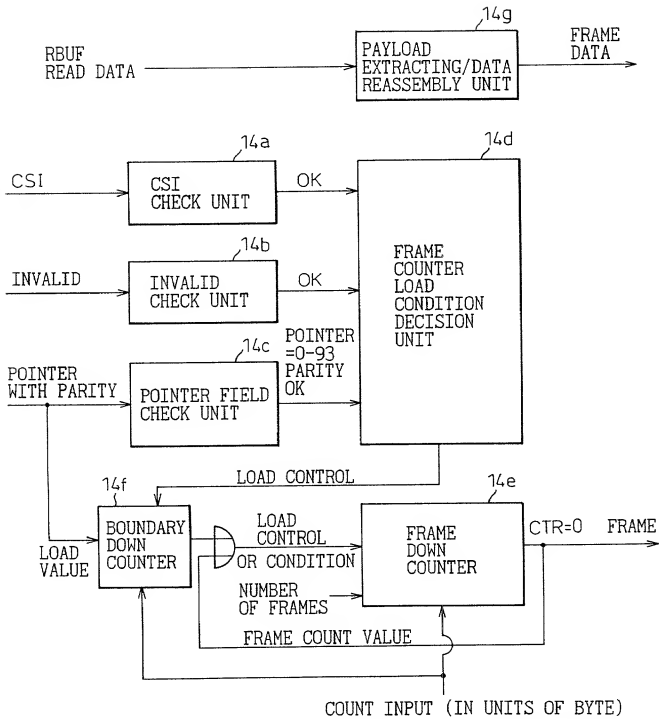 14g
RBUF
READ DATA
PAYLOAD
EXTRACTING/DATA
REASSEMBLY UNIT
FRAME
DATA
14a
14d
CSI
CSI
CHECK UNIT
OK
14b
INVALID
INVALID
CHECK UNIT
OK
FRAME
COUNTER
LOAD
CONDITION
DECISION
UNIT
14c
POINTER
WITH PARITY
POINTER FIELD
CHECK UNIT
POINTER
=0-93
PARITY
OK
LOAD CONTROL
14f
14e
BOUNDARY
DOWN
COUNTER
LOAD
VALUE
LOAD
CONTROL
OR CONDITION
FRAME
DOWN
COUNTER
CTR=0
FRAME
NUMBER
OF FRAMES
FRAME COUNT VALUE
COUNT INPUT (IN UNITS OF BYTE)